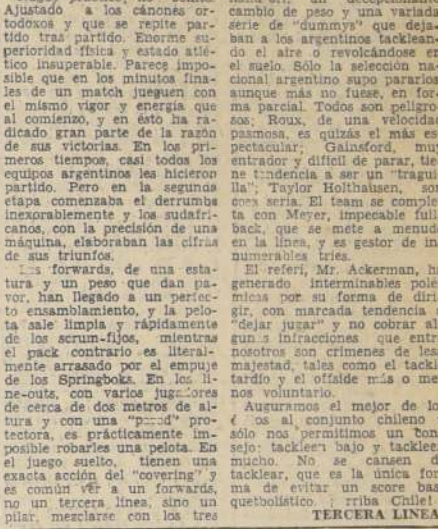 Ajustado a los cánones or-
todoxos y que se repite par-
tido tras partido. Enorme su-
perioridad física y estado atlé-
tico insuperable. Parece impo-
sible que en los minutos fina-
les de un match jueguen con
el mismo vigor y energía que
al comienzo, y en ésto ha ra-
dicado gran parte de la razón
de sus victorias. En los pri-
meros tiempos, casi todos los
equipos argentinos les hicieron
partido. Pero en la segunda
etapa comenzaba el derrumbe
inexorablemente y los sudafri-
canos, con la precisión de una
máquina, elaboraban las cifras
de sus triunfos.
Los forwards, de una esta-
tura y un peso que dan pa-
vor, han llegado a un perfec-
to ensamblamiento, y la pelo-
ta sale limpia y rápidamente
de los scrum-fijos, mientras
el pack contrario es literal-
mente arrasado por el empuje
de los Springboks. En los li-
ne-outs, con varios jugadores
de cerca de dos metros de al-
tura y con una "pared" pro-
tectora, es prácticamente im-
posible robarles una pelota. En
el juego suelto, tienen una
exacta acción del "covering" y
es común ver a un forwards,
no un tercera línea, sino un
pilar, mezclarse con los tres
cambio de peso y una variada
serie de "dummys" que deja-
ban a los argentinos tacklean-
do el aire o revolcándose en
el suelo. Sólo la selección na-
cional argentino supo pararlos
aunque más no fuese, en for-
ma parcial. Todos son peligro-
sos; Roux, de una velocidad
pasmosa, es quizás el más es-
pectacular; Gainsford, muy
entrador y difícil de parar, tie-
ne tendencia a ser un "tragui-
lla"; Taylor Holthausen, son
cosa seria. El team se comple-
ta con Meyer, impecable full-
back, que se mete a menudo
en la línea, y es gestor de in-
numerables tries.
El referí, Mr. Ackerman, h
generado interminables polé-
micas por su forma de diri-
gir, con marcada tendencia
"dejar jugar" y no cobrar al-
gunas infracciones que entr
nosotros son crímenes de les
majestad, tales como el tackl
tardío y el offside más o me
nos voluntario.
Auguramos el mejor de lo
al conjunto chileno
sólo nos permitimos un con
sejo: tackleen bajo y tacklee
mucho. No se cansen d
tacklear, que es la única for
ma de evitar un score bas
quetbolístico. rriba Chile!
TERCERA LINEA